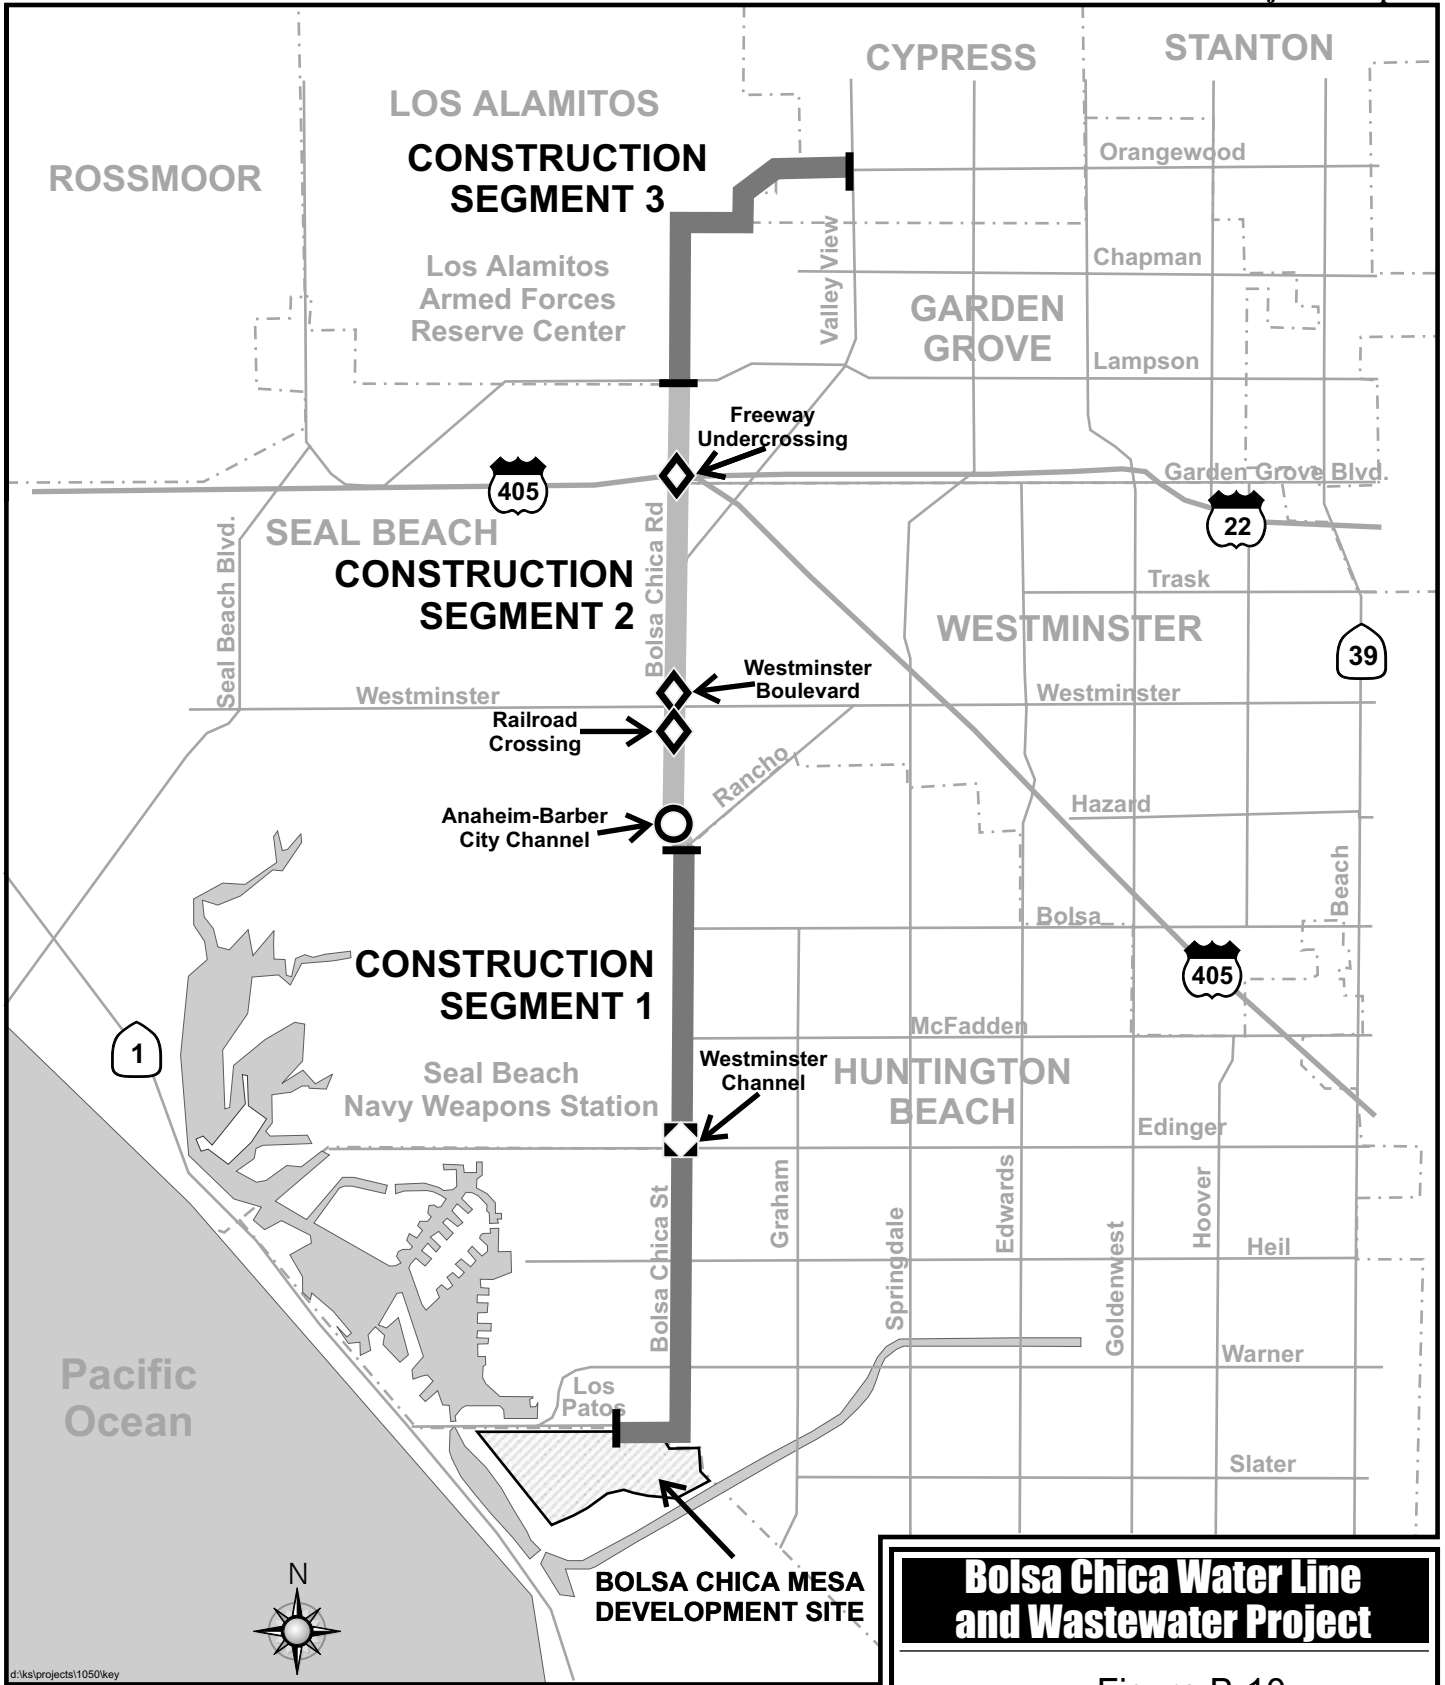 CYPRESS
STANTON
LOS ALAMITOS
ROSSMOOR
CONSTRUCTION
SEGMENT 3
Orangewood
Valley View
Chapman
Los Alamitos
Armed Forces
Reserve Center
GARDEN
GROVE
Lampson
Freeway
Undercrossing
Garden Grove Blvd.
405
22
SEAL BEACH
Seal Beach Blvd.
CONSTRUCTION
SEGMENT 2
Bolsa Chica Rd
Trask
WESTMINSTER
39
Westminster
Westminster
Boulevard
Westminster
Railroad
Crossing
Rancho
Hazard
Anaheim-Barber
City Channel
Beach
Bolsa
CONSTRUCTION
SEGMENT 1
405
McFadden
1
Seal Beach
Navy Weapons Station
Westminster
Channel
HUNTINGTON
BEACH
Edinger
Bolsa Chica St
Graham
Springdale
Edwards
Goldenwest
Hoover
Heil
Warner
Pacific
Ocean
Los
Patos
Slater
BOLSA CHICA MESA
DEVELOPMENT SITE
N
d:\ks\projects\1050\key
Bolsa Chica Water Line
and Wastewater Project